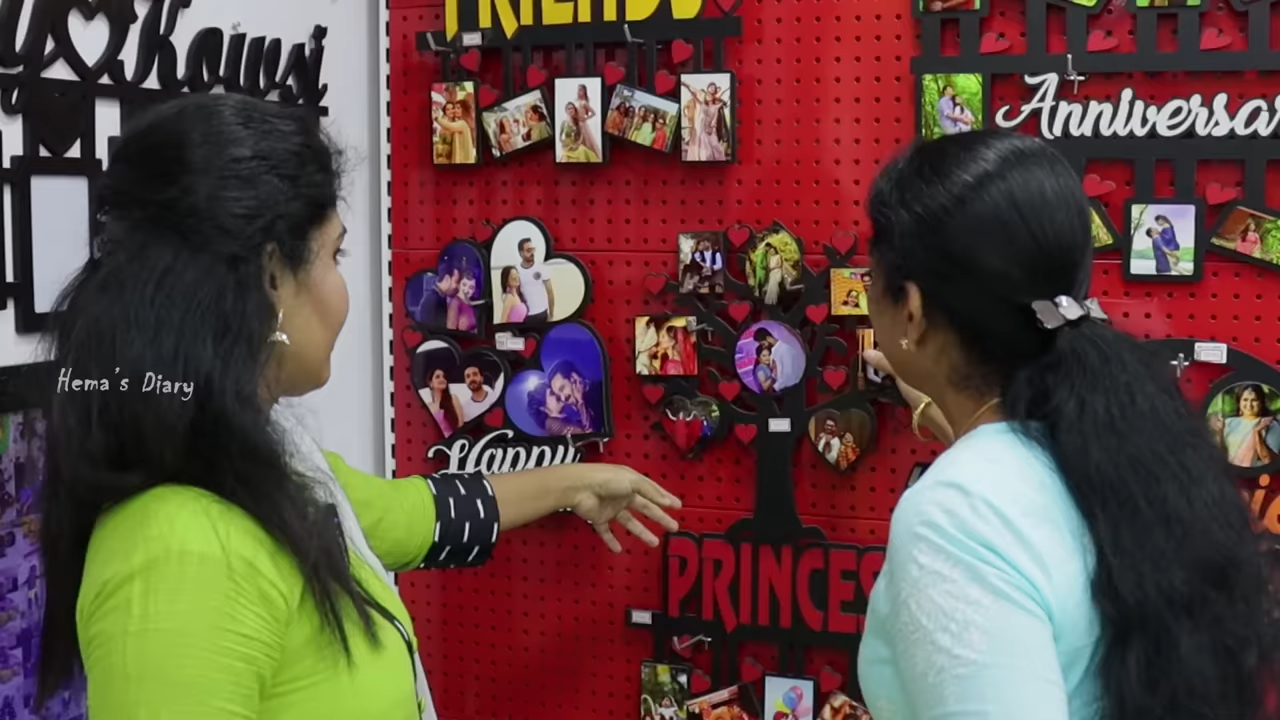 FRIENDS
Kowsi
Anniversar
Hema's Diary
Happy
PRINCES